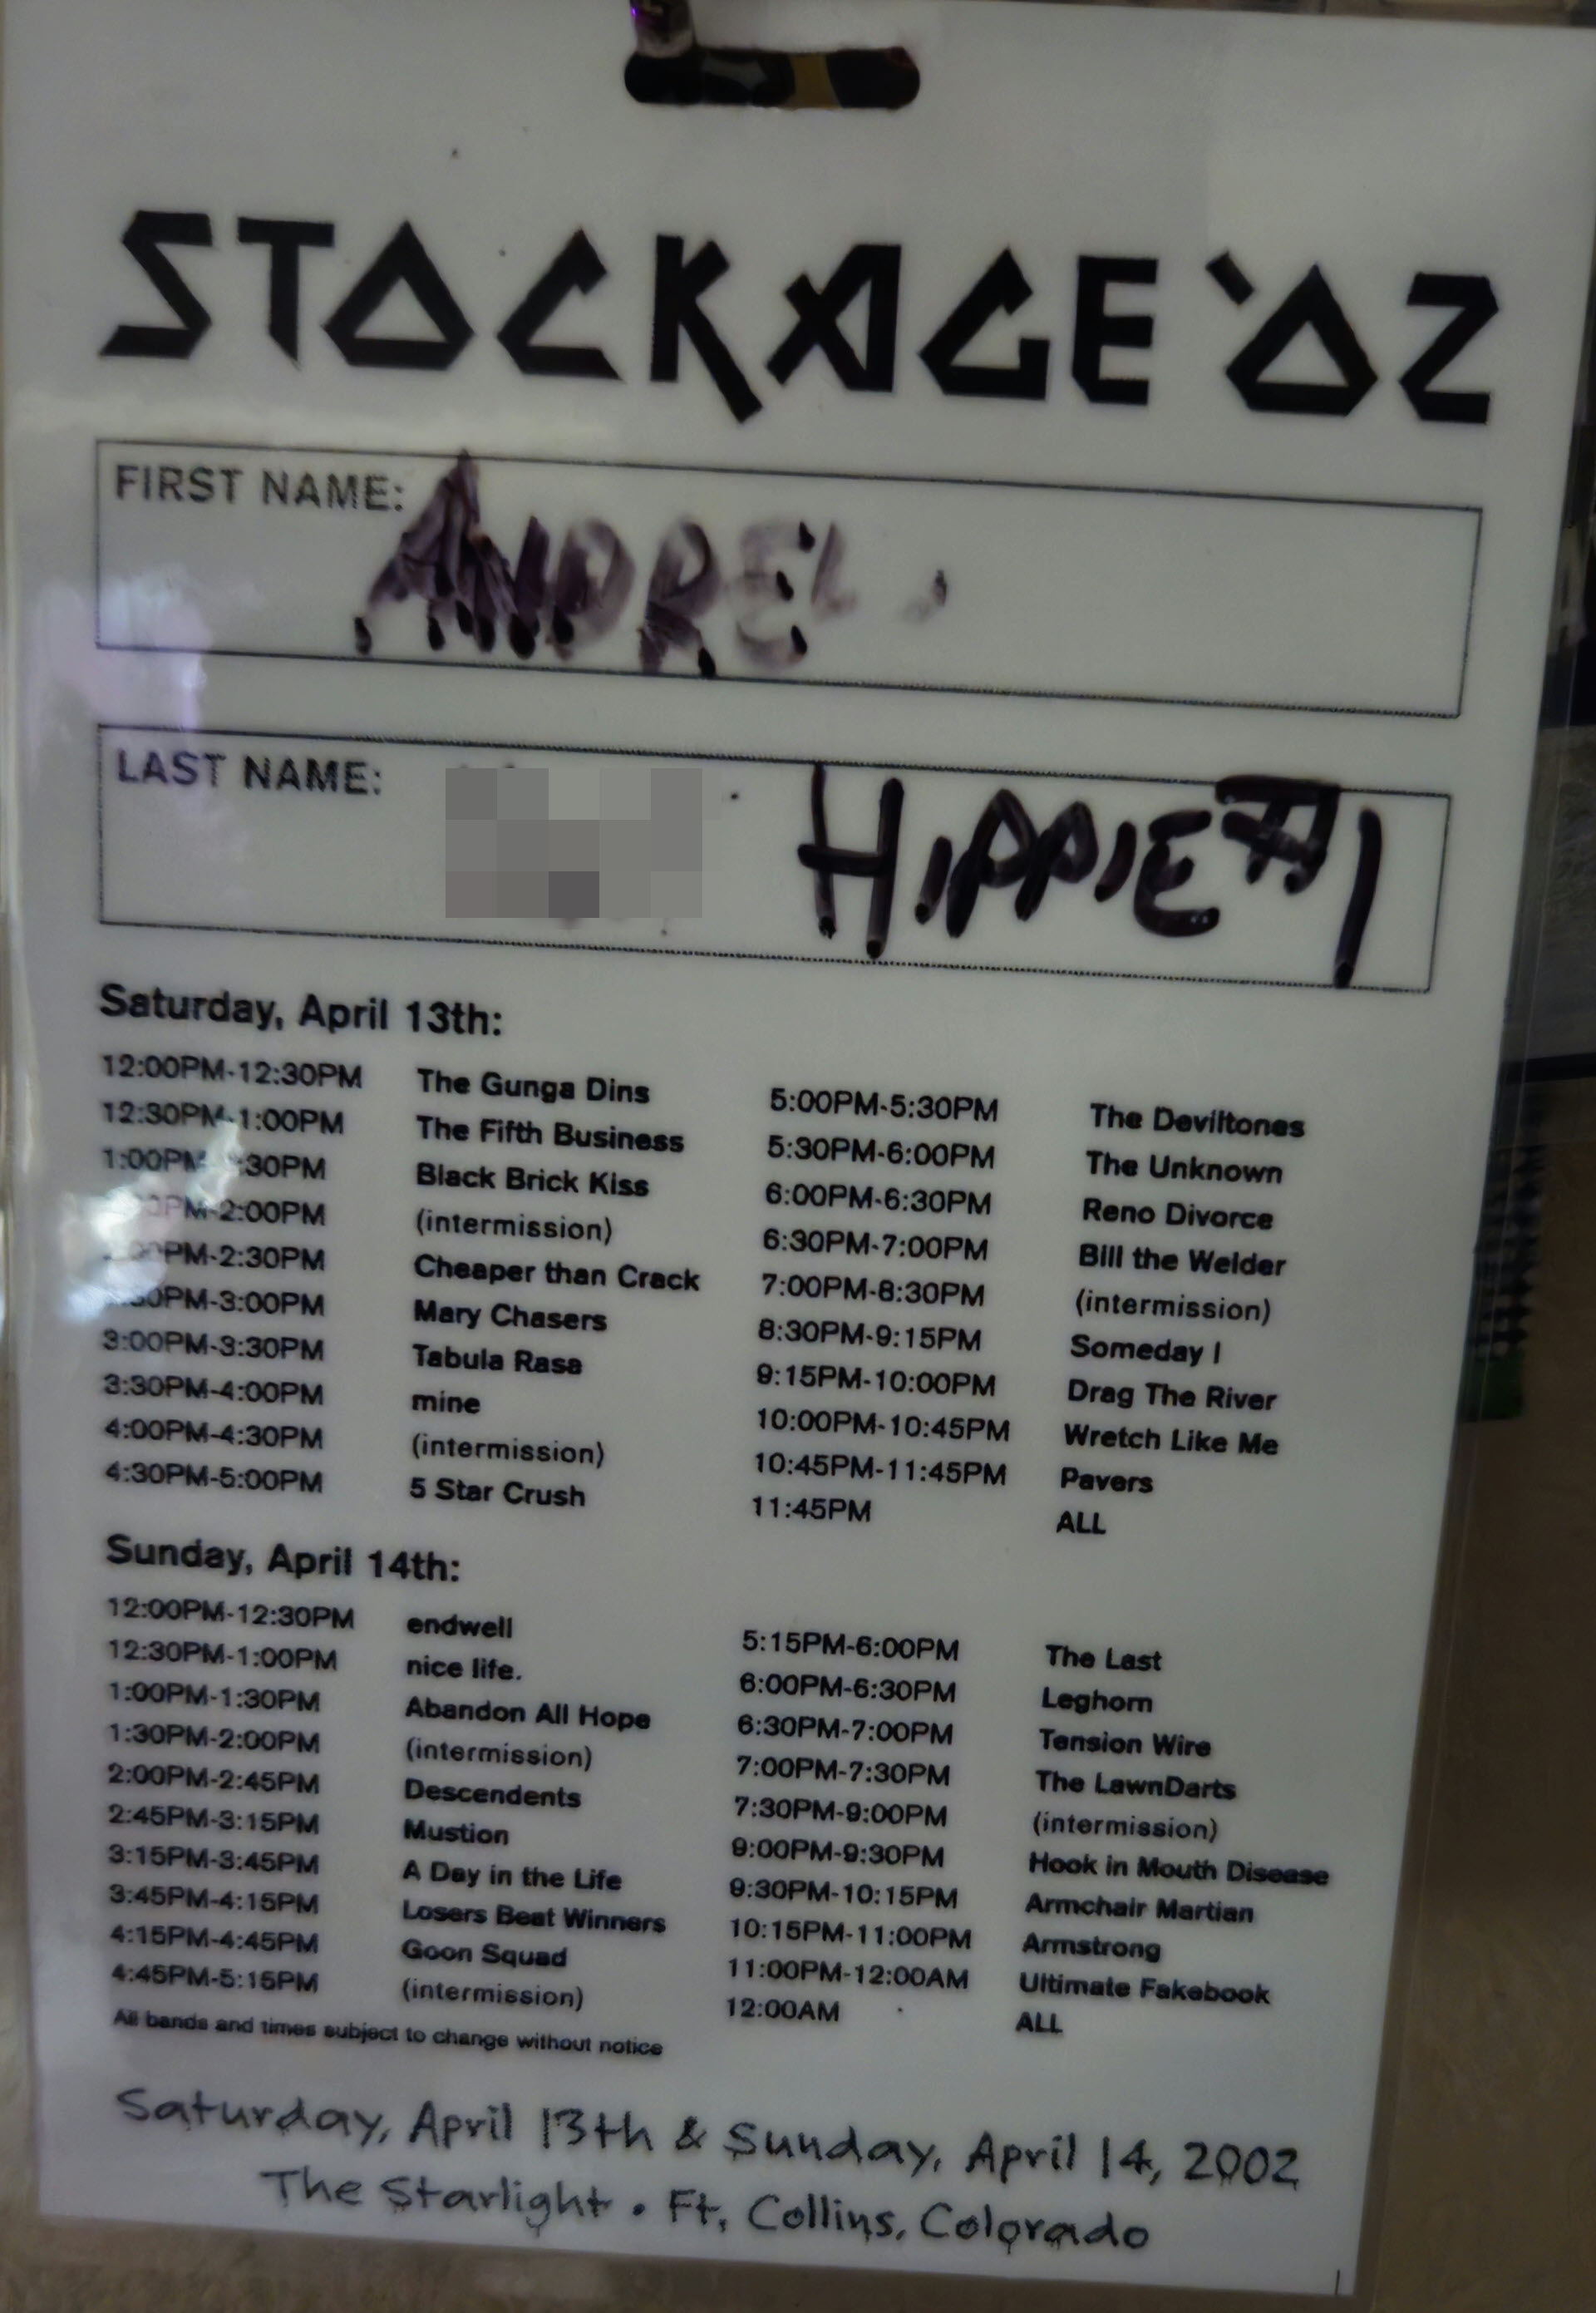 STOCKAGE '02
FIRST NAME: ANDRE
LAST NAME: HIPPIE #1
Saturday, April 13th:
12:00PM-12:30PM The Gunga Dins
12:30PM-1:00PM The Fifth Business
1:00PM :30PM Black Brick Kiss
PM-2:00PM (intermission)
PM-2:30PM Cheaper than Crack
PM-3:00PM Mary Chasers
3:00PM-3:30PM Tabula Rasa
3:30PM-4:00PM mine
4:00PM-4:30PM (intermission)
4:30PM-5:00PM 5 Star Crush
5:00PM-5:30PM The Deviltones
5:30PM-6:00PM The Unknown
6:00PM-6:30PM Reno Divorce
6:30PM-7:00PM Bill the Welder
7:00PM-8:30PM (intermission)
8:30PM-9:15PM Someday I
9:15PM-10:00PM Drag The River
10:00PM-10:45PM Wretch Like Me
10:45PM-11:45PM Pavers
11:45PM ALL
Sunday, April 14th:
12:00PM-12:30PM endwell
12:30PM-1:00PM nice life.
1:00PM-1:30PM Abandon All Hope
1:30PM-2:00PM (intermission)
2:00PM-2:45PM Descendents
2:45PM-3:15PM Mustion
3:15PM-3:45PM A Day in the Life
3:45PM-4:15PM Losers Beat Winners
4:15PM-4:45PM Goon Squad
4:45PM-5:15PM (intermission)
5:15PM-6:00PM The Last
6:00PM-6:30PM Leghorn
6:30PM-7:00PM Tension Wire
7:00PM-7:30PM The LawnDarts
7:30PM-9:00PM (intermission)
9:00PM-9:30PM Hook in Mouth Disease
9:30PM-10:15PM Armchair Martian
10:15PM-11:00PM Armstrong
11:00PM-12:00AM Ultimate Fakebook
12:00AM ALL
All bands and times subject to change without notice
Saturday, April 13th & Sunday, April 14, 2002
The Starlight • Ft. Collins, Colorado